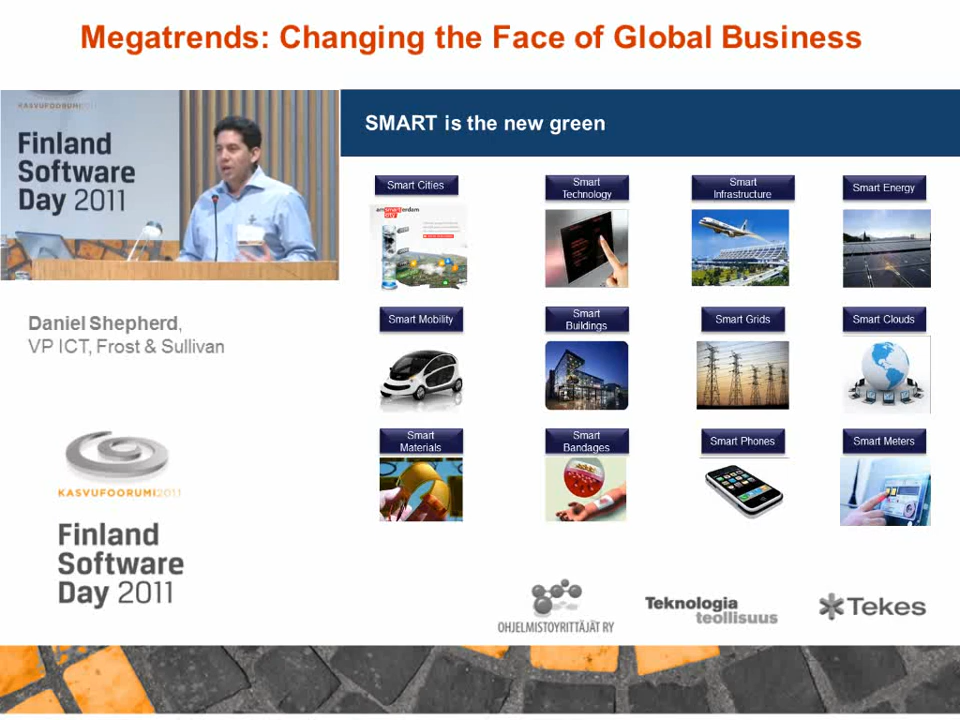 Megatrends: Changing the Face of Global Business
KASVUFOORUMI2011
Finland
Software
Day 2011
Daniel Shepherd,
VP ICT, Frost & Sullivan
KASVUFOORUMI2011
Finland
Software
Day 2011
SMART is the new green
Smart Cities
Smart
Technology
Smart
Infrastructure
Smart Energy
Smart Mobility
Smart
Buildings
Smart Grids
Smart Clouds
Smart
Materials
Smart
Bandages
Smart Phones
Smart Meters
OHJELMISTOYRITTÄJÄT RY
Teknologia
teollisuus
Tekes